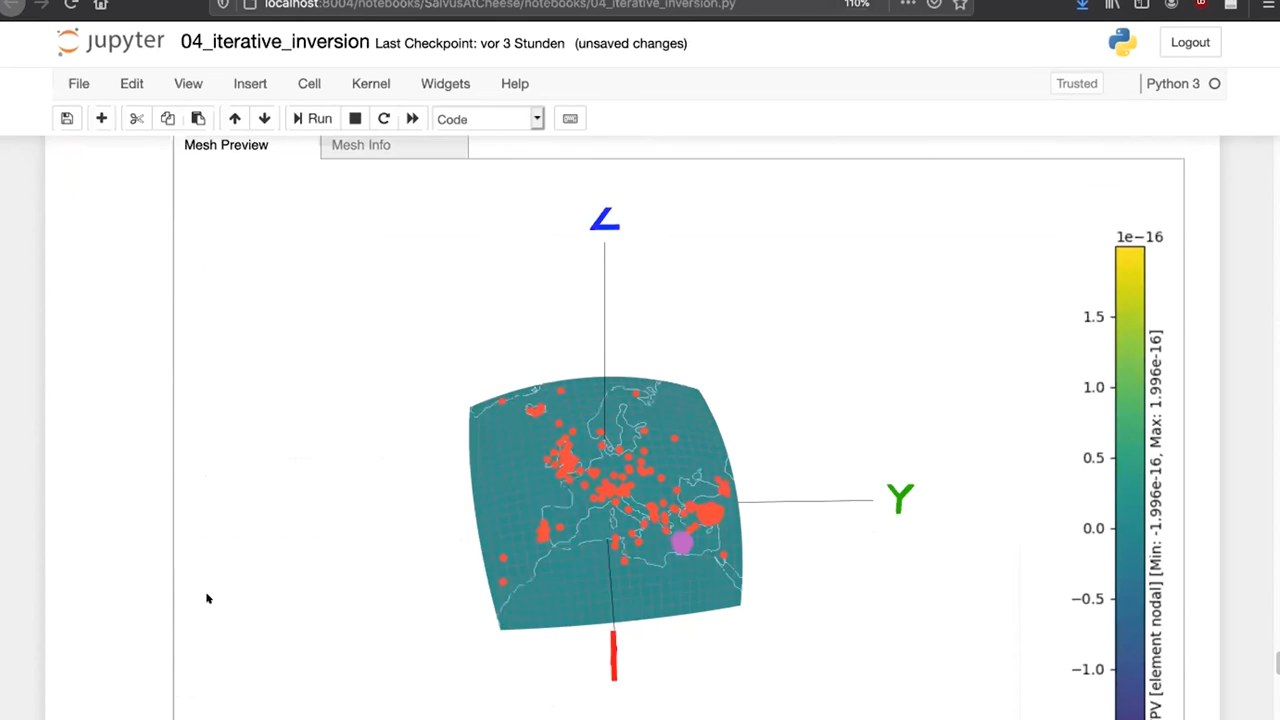 localhost:8004/notebooks/SalvusAtCheese/notebooks/04_iterative_inversion.py
110%
jupyter 04_iterative_inversion Last Checkpoint: vor 3 Stunden (unsaved changes)
Logout
File Edit View Insert Cell Kernel Widgets Help
Trusted
Python 3
Run
Code
Mesh Preview
Mesh Info
Z
Y
1e−16
1.5
1.0
0.5
0.0
−0.5
−1.0
PV [element nodal] [Min: -1.996e-16, Max: 1.996e-16]